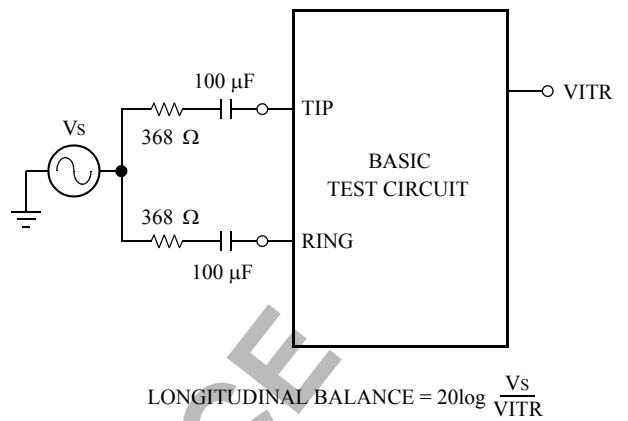 100 µF
TIP
VITR
368 Ω
Vs
BASIC
TEST CIRCUIT
368 Ω
RING
100 µF
LONGITUDINAL BALANCE = 20log Vs
VITR